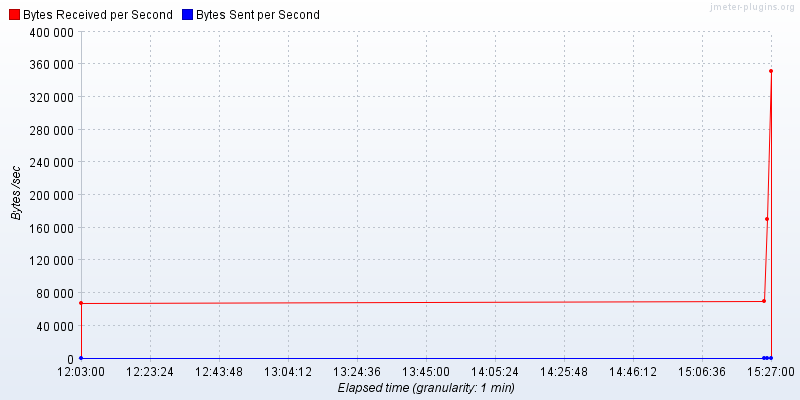 Bytes Received per Second Bytes Sent per Second
jmeter-plugins.org
400 000
360 000
320 000
280 000
240 000
200 000
160 000
120 000
80 000
40 000
0
Bytes /sec
12:03:00 12:23:24 12:43:48 13:04:12 13:24:36 13:45:00 14:05:24 14:25:48 14:46:12 15:06:36 15:27:00
Elapsed time (granularity: 1 min)